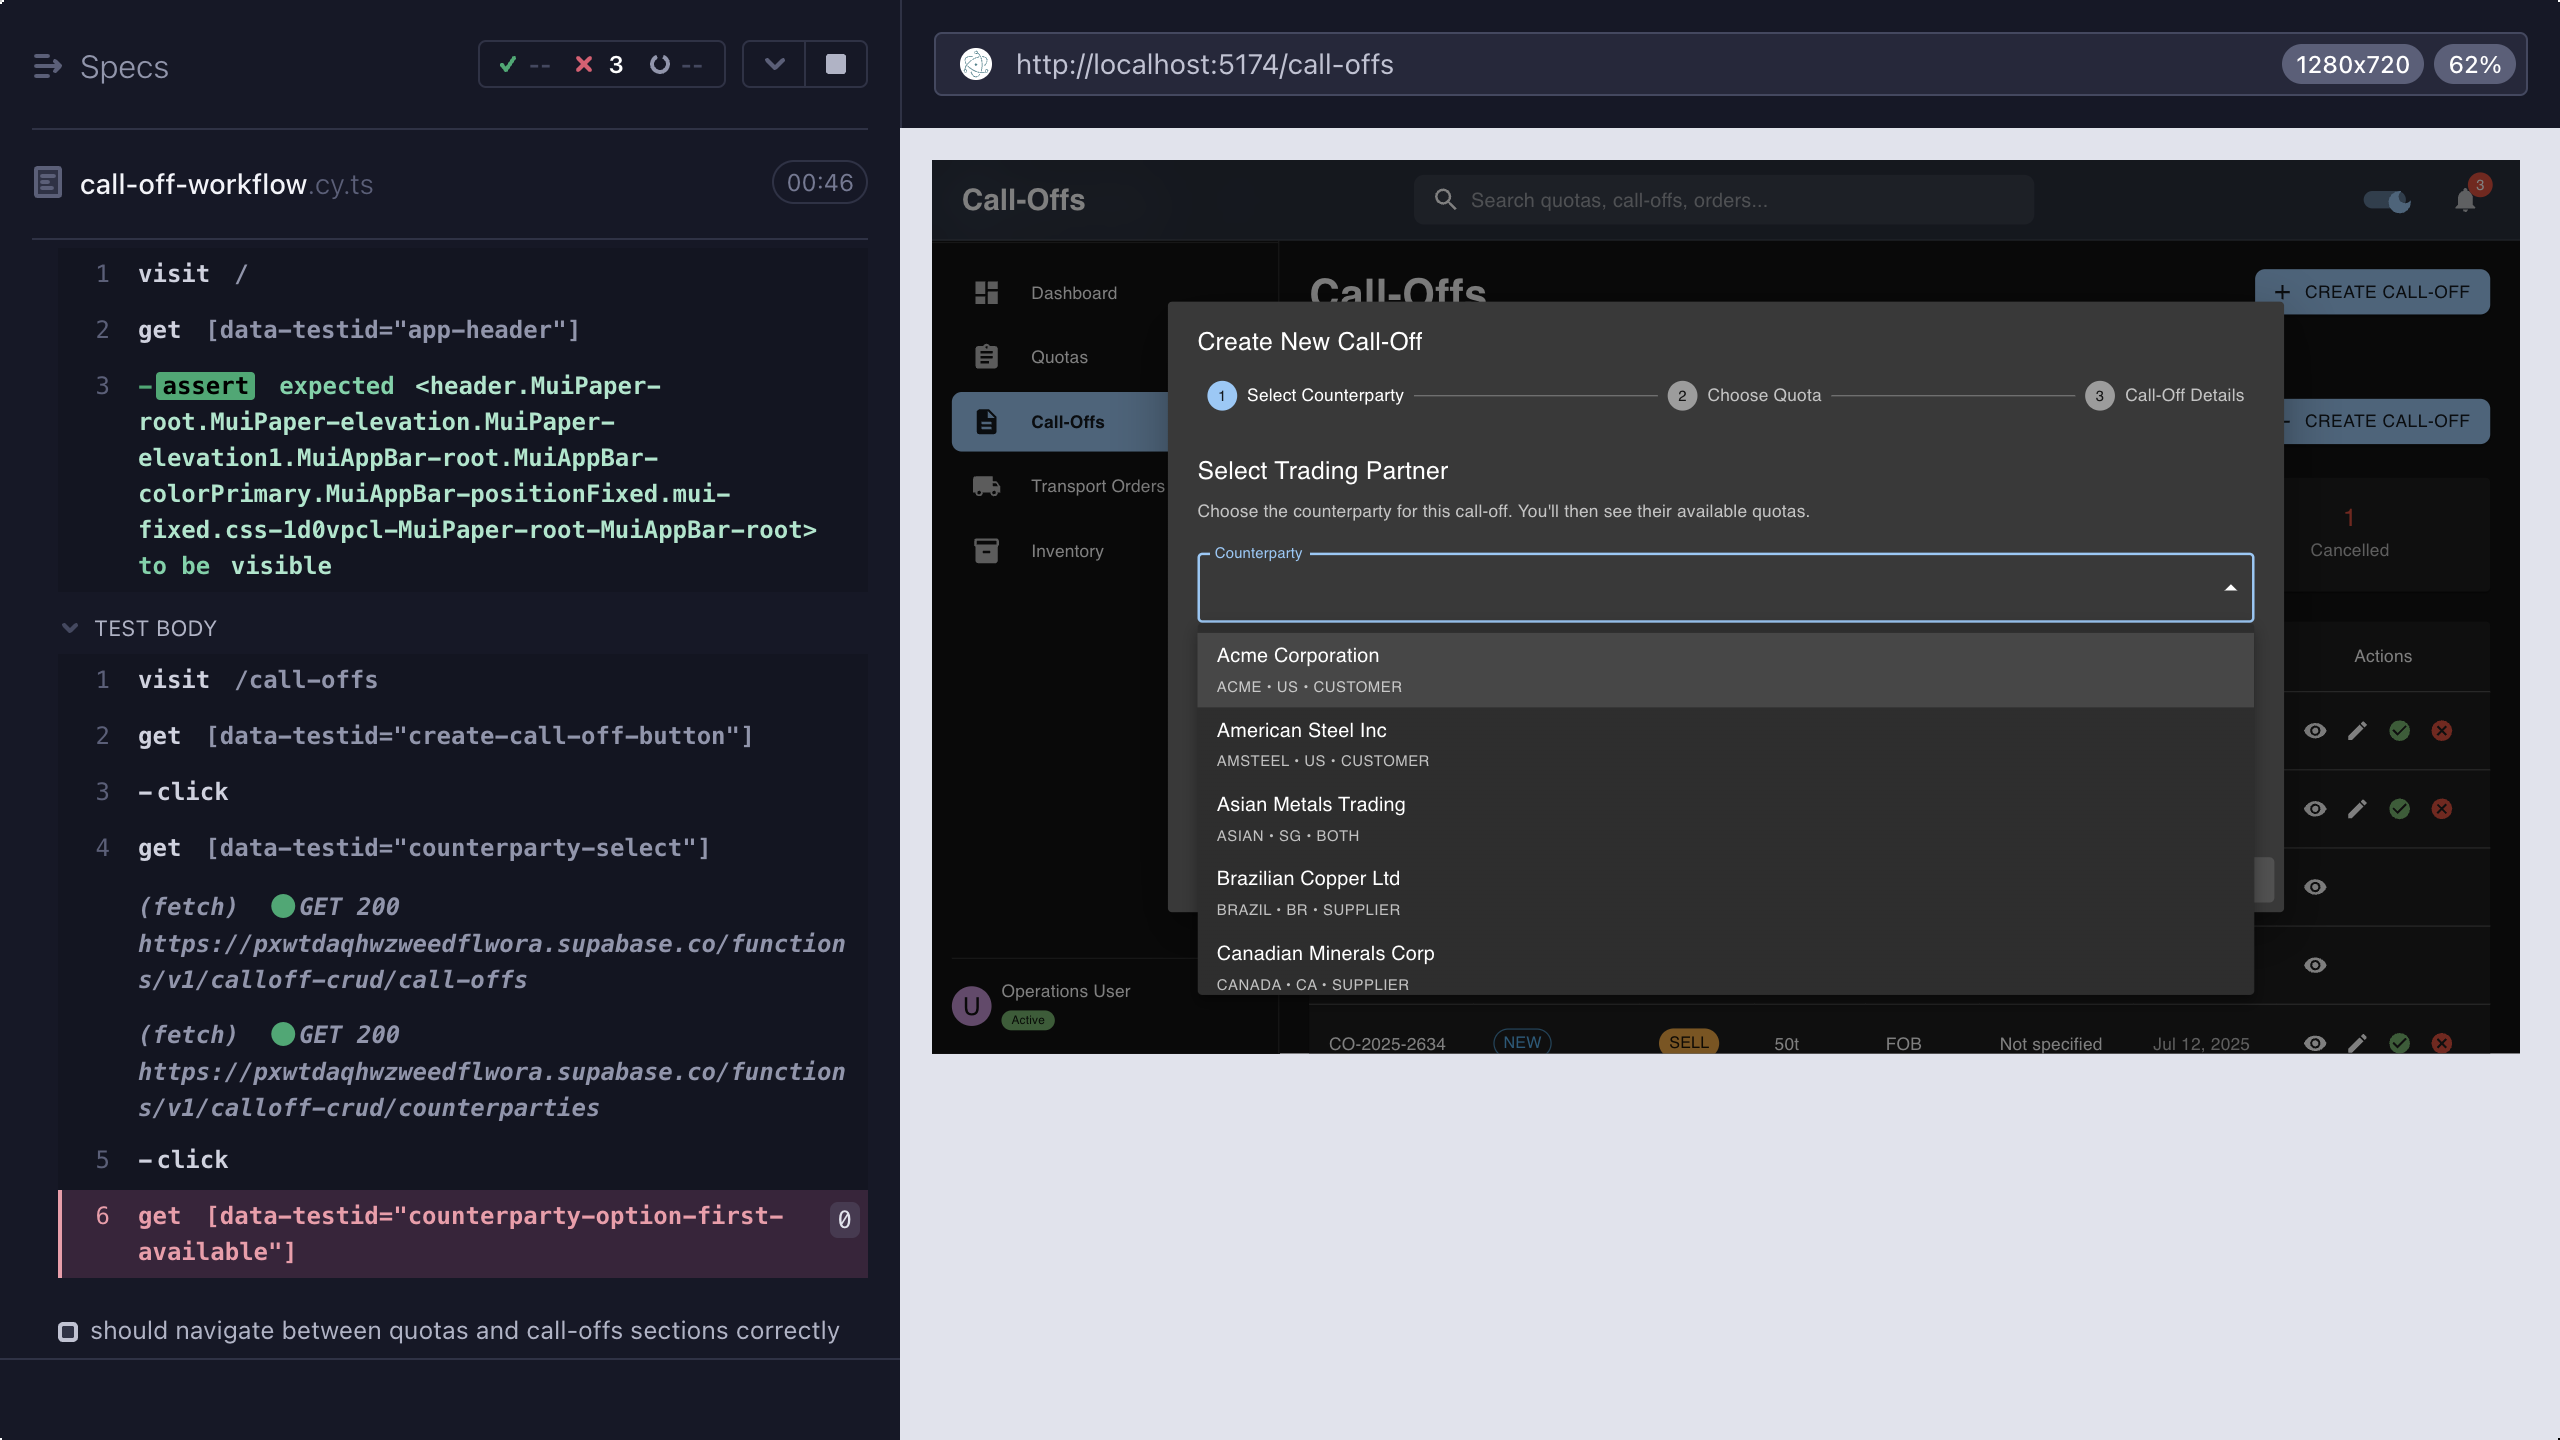 Specs
-- 3 --
call-off-workflow.cy.ts
00:46
1 visit /
2 get [data-testid="app-header"]
3 -assert expected <header.MuiPaper-
root.MuiPaper-elevation.MuiPaper-
elevation1.MuiAppBar-root.MuiAppBar-
colorPrimary.MuiAppBar-positionFixed.mui-
fixed.css-1d0vpcl-MuiPaper-root-MuiAppBar-root>
to be visible
TEST BODY
1 visit /call-offs
2 get [data-testid="create-call-off-button"]
3 -click
4 get [data-testid="counterparty-select"]
(fetch) GET 200
https://pxwtdaqhwzweedflwora.supabase.co/function
s/v1/calloff-crud/call-offs
(fetch) GET 200
https://pxwtdaqhwzweedflwora.supabase.co/function
s/v1/calloff-crud/counterparties
5 -click
6 get [data-testid="counterparty-option-first-
available"]
0
should navigate between quotas and call-offs sections correctly
http://localhost:5174/call-offs
1280x720
62%
Call-Offs
Search quotas, call-offs, orders...
3
Dashboard
Quotas
Call-Offs
Transport Orders
Inventory
Operations User
U
Active
Call-Offs
+ CREATE CALL-OFF
CREATE CALL-OFF
1
Cancelled
Actions
Create New Call-Off
1 Select Counterparty
2 Choose Quota
3 Call-Off Details
Select Trading Partner
Choose the counterparty for this call-off. You'll then see their available quotas.
Counterparty
Acme Corporation
ACME • US • CUSTOMER
American Steel Inc
AMSTEEL • US • CUSTOMER
Asian Metals Trading
ASIAN • SG • BOTH
Brazilian Copper Ltd
BRAZIL • BR • SUPPLIER
Canadian Minerals Corp
CANADA • CA • SUPPLIER
CO-2025-2634 NEW SELL 50t FOB Not specified Jul 12, 2025